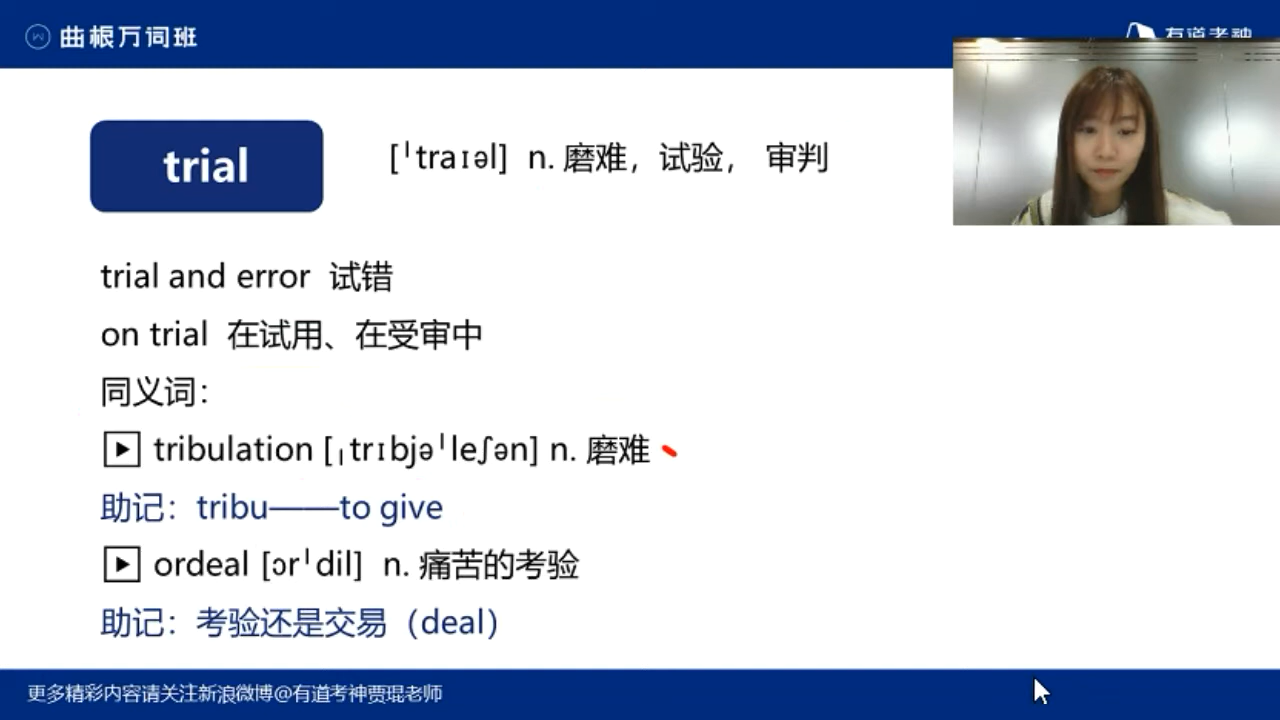 曲根万词班
有道考神
trial
[ˈtraɪəl] n. 磨难，试验， 审判
trial and error 试错
on trial 在试用、在受审中
同义词：
tribulation [ˌtrɪbjəˈleʃən] n. 磨难
助记：tribu——to give
ordeal [ɔrˈdil] n. 痛苦的考验
助记：考验还是交易（deal）
更多精彩内容请关注新浪微博@有道考神贾琨老师